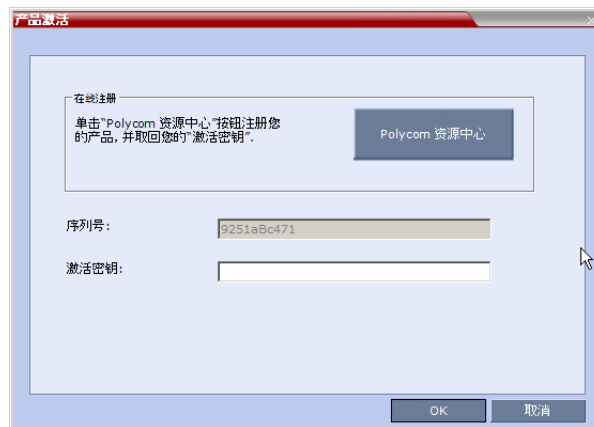 产品激活
在线注册
单击"Polycom 资源中心"按钮注册您
的产品, 并取回您的"激活密钥".
Polycom 资源中心
序列号:
9251aBc471
激活密钥:
OK
取消